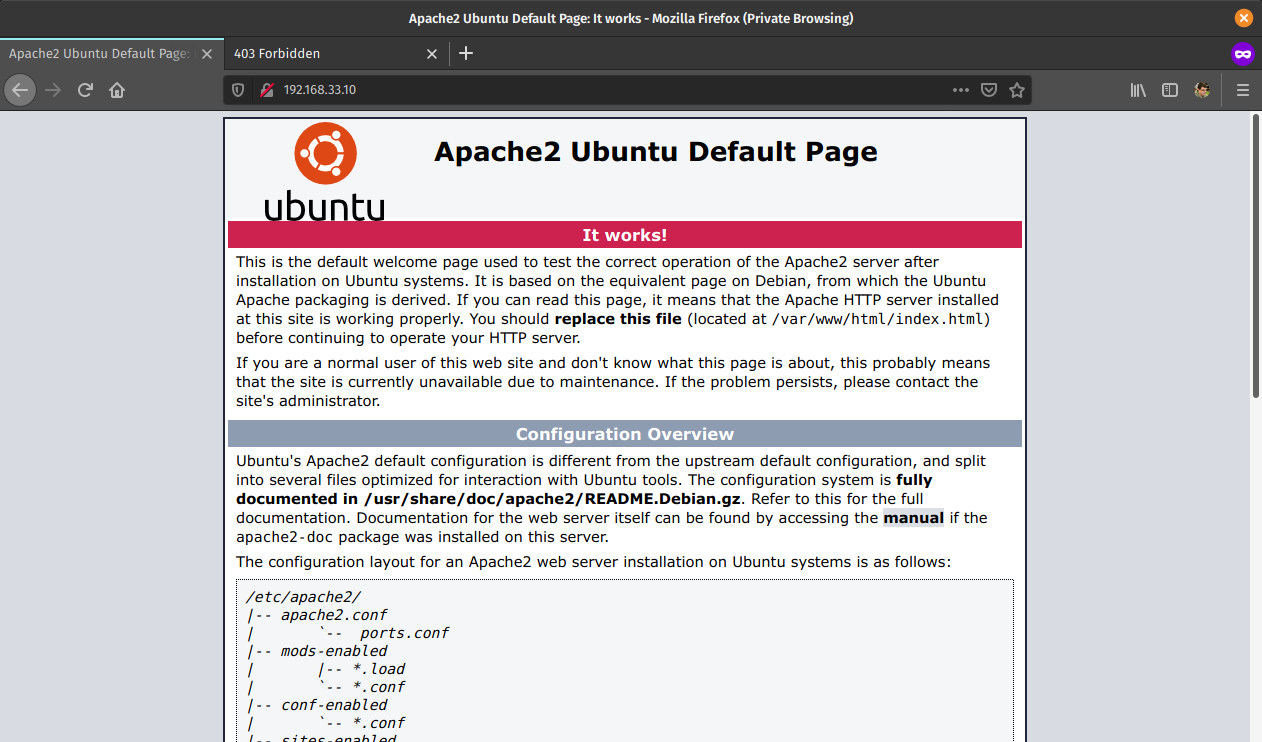 Apache2 Ubuntu Default Page: It works - Mozilla Firefox (Private Browsing)
Apache2 Ubuntu Default Page:
403 Forbidden
192.168.33.10
ubuntu
Apache2 Ubuntu Default Page
It works!
This is the default welcome page used to test the correct operation of the Apache2 server after
installation on Ubuntu systems. It is based on the equivalent page on Debian, from which the Ubuntu
Apache packaging is derived. If you can read this page, it means that the Apache HTTP server installed
at this site is working properly. You should replace this file (located at /var/www/html/index.html)
before continuing to operate your HTTP server.
If you are a normal user of this web site and don't know what this page is about, this probably means
that the site is currently unavailable due to maintenance. If the problem persists, please contact the
site's administrator.
Configuration Overview
Ubuntu's Apache2 default configuration is different from the upstream default configuration, and split
into several files optimized for interaction with Ubuntu tools. The configuration system is fully
documented in /usr/share/doc/apache2/README.Debian.gz. Refer to this for the full
documentation. Documentation for the web server itself can be found by accessing the manual if the
apache2-doc package was installed on this server.
The configuration layout for an Apache2 web server installation on Ubuntu systems is as follows:
/etc/apache2/
|-- apache2.conf
|       `--  ports.conf
|-- mods-enabled
|       |-- *.load
|       `-- *.conf
|-- conf-enabled
|       `-- *.conf
|-- sites-enabled